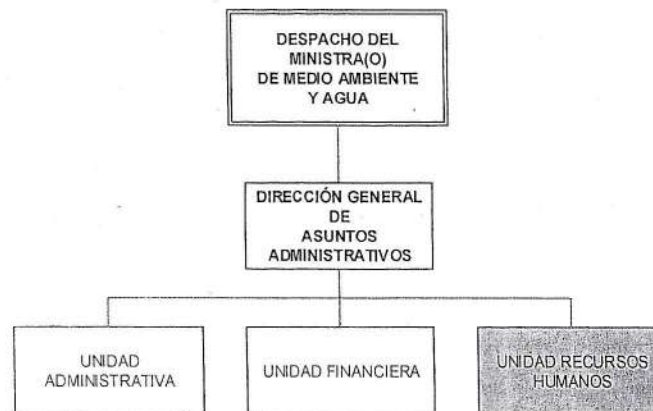 DESPACHO DEL
MINISTRA(O)
DE MEDIO AMBIENTE
Y AGUA
DIRECCIÓN GENERAL
DE
ASUNTOS
ADMINISTRATIVOS
UNIDAD
ADMINISTRATIVA
UNIDAD FINANCIERA
UNIDAD RECURSOS
HUMANOS